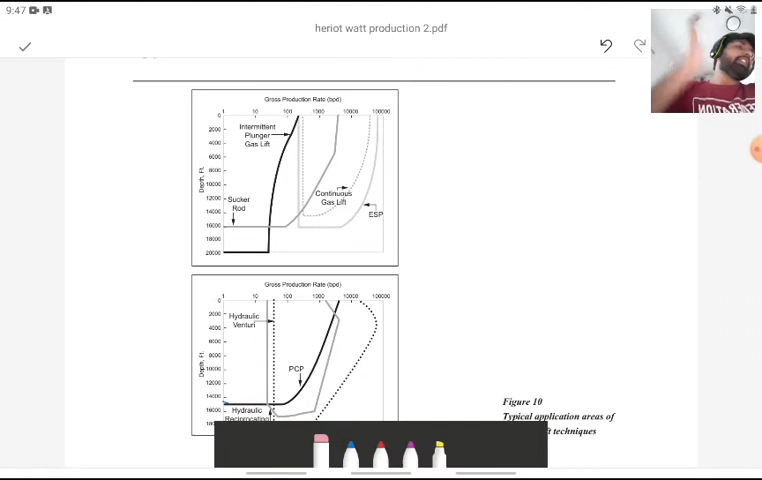 9:47
heriot watt production 2.pdf
Gross Production Rate (bpd)
1 10 100 1000 10000 100000
0
2000
4000
6000
8000
10000
12000
14000
16000
18000
20000
Depth, Ft.
Intermittent
Plunger
Gas Lift
Sucker
Rod
Continuous
Gas Lift
ESP
Gross Production Rate (bpd)
1 10 100 1000 10000 100000
0
2000
4000
6000
8000
10000
12000
14000
16000
Depth, Ft.
Hydraulic
Venturi
PCP
Hydraulic
Reciprocating
Figure 10
Typical application areas of
techniques